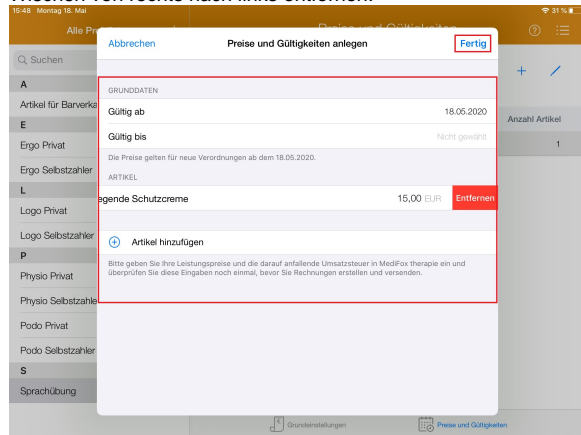 15:48 Montag 18. Mai
31 %
Alle Pr
Abbrechen
Preise und Gültigkeiten anlegen
Fertig
Suchen
A
Artikel für Barverka
E
Ergo Privat
Ergo Selbstzahler
L
Logo Privat
Logo Selbstzahler
P
Physio Privat
Physio Selbstzahle
Podo Privat
Podo Selbstzahler
S
Sprachübung
GRUNDDATEN
Gültig ab 18.05.2020
Gültig bis Nicht gewählt
Die Preise gelten für neue Verordnungen ab dem 18.05.2020.
ARTIKEL
egende Schutzcreme 15,00 EUR Entfernen
Artikel hinzufügen
Bitte geben Sie Ihre Leistungspreise und die darauf anfallende Umsatzsteuer in MediFox therapie ein und
überprüfen Sie diese Eingaben noch einmal, bevor Sie Rechnungen erstellen und versenden.
Anzahl Artikel
1
Grundeinstellungen
Preise und Gültigkeiten